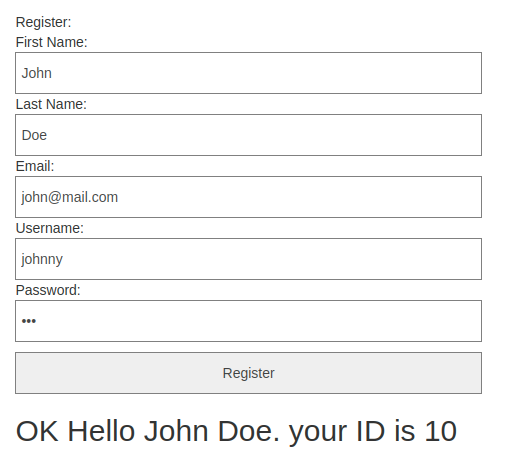 Register:
First Name:
John
Last Name:
Doe
Email:
john@mail.com
Username:
johnny
Password:
•••
Register
OK Hello John Doe. your ID is 10